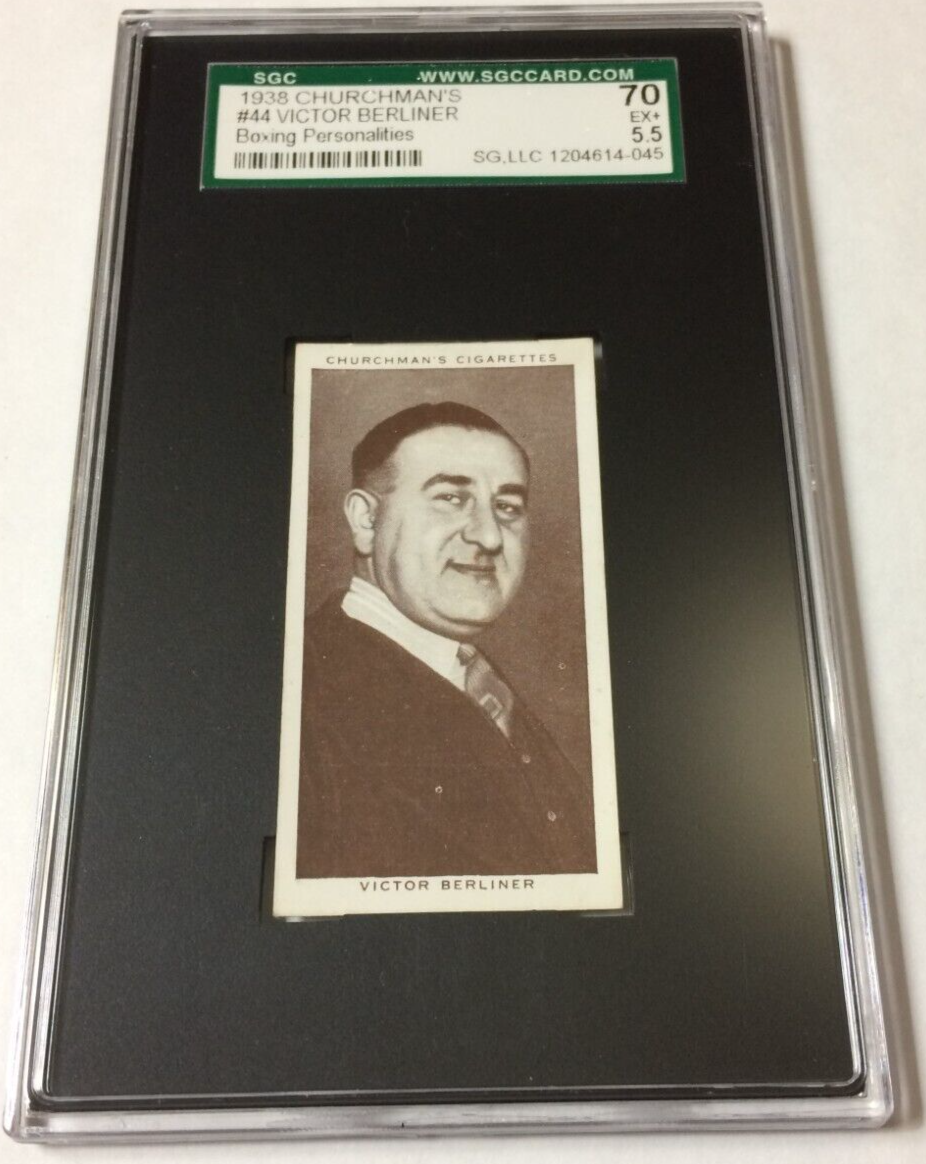 SGC WWW.SGCCARD.COM
1938 CHURCHMAN'S 70
#44 VICTOR BERLINER EX+
Boxing Personalities 5.5
SG,LLC 1204614-045
CHURCHMAN'S CIGARETTES
VICTOR BERLINER